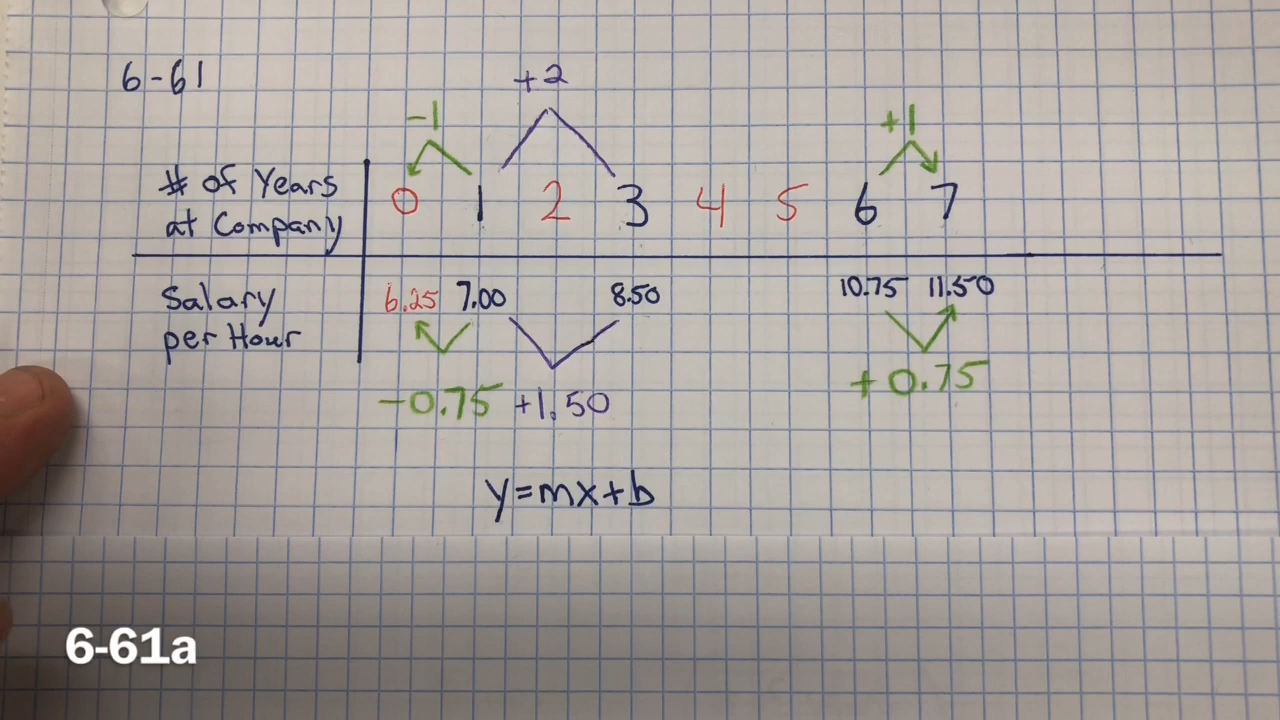 6-61
+2
-1
+1
# of Years
at Company
0 1 2 3 4 5 6 7
Salary
per Hour
6.25 7.00 8.50 10.75 11.50
-0.75 +1.50 +0.75
y=mx+b
6-61a